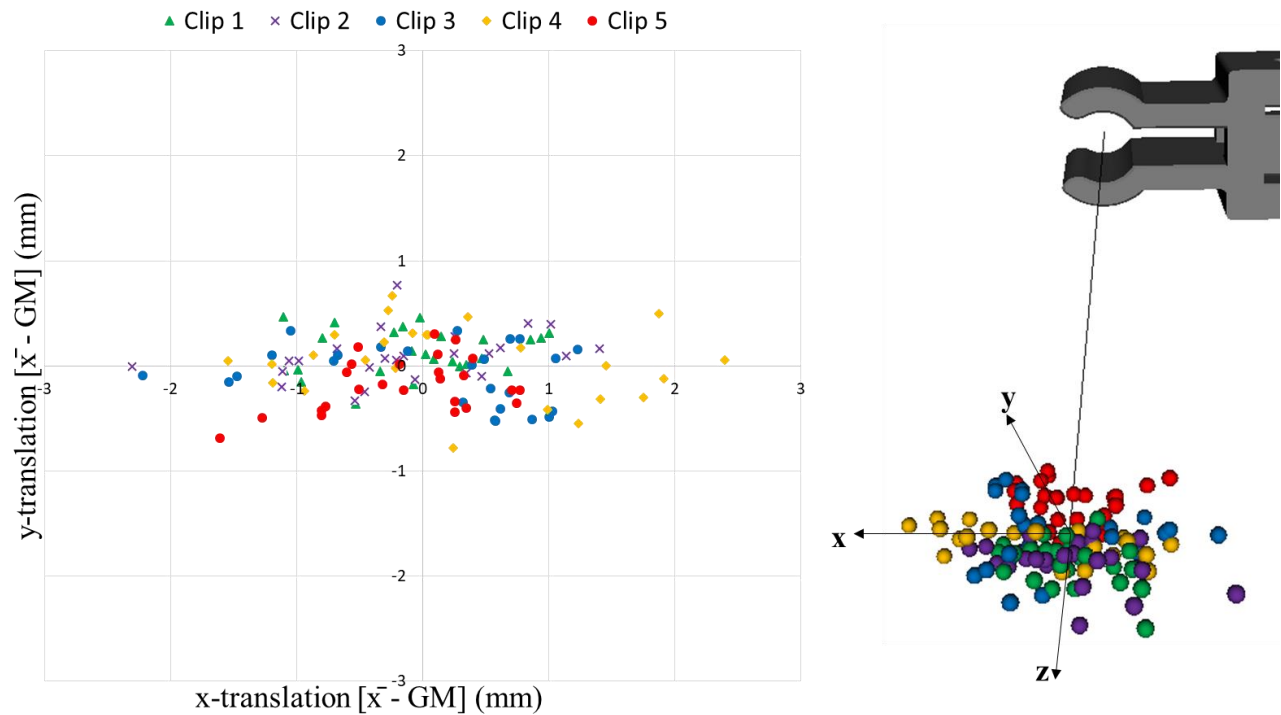 Clip 1 Clip 2 Clip 3 Clip 4 Clip 5
3
2
1
0
-3 -2 -1 0 1 2 3
-1
-2
-3
y-translation [x̄ - GM] (mm)
x-translation [x̄ - GM] (mm)
y
x
z